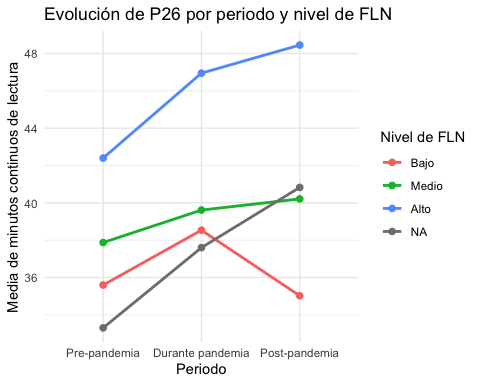 Evolución de P26 por periodo y nivel de FLN
Media de minutos continuos de lectura
48
44
40
36
Pre-pandemia
Durante pandemia
Post-pandemia
Periodo
Nivel de FLN
Bajo
Medio
Alto
NA